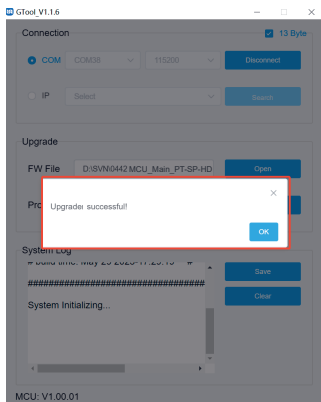 GTool_V1.1.6
Connection
13 Byte
COM COM38 115200 Disconnect
IP Select Search
Upgrade
FW File D:\SVN\0442 MCU_Main_PT-SP-HD Open
Upgrader successful!
OK
System Log
Save
###################################
Clear
System Initializing...
MCU: V1.00.01